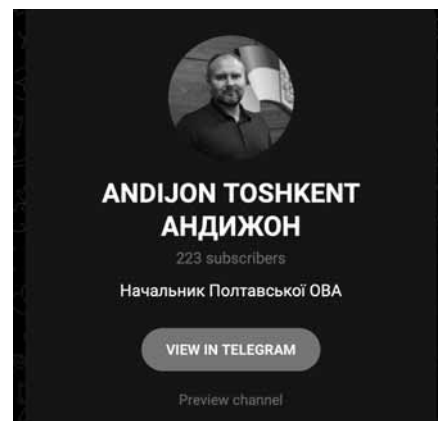 ANDIJON TOSHKENT
АНДИЖОН
223 subscribers
Начальник Полтавської ОВА
VIEW IN TELEGRAM
Preview channel